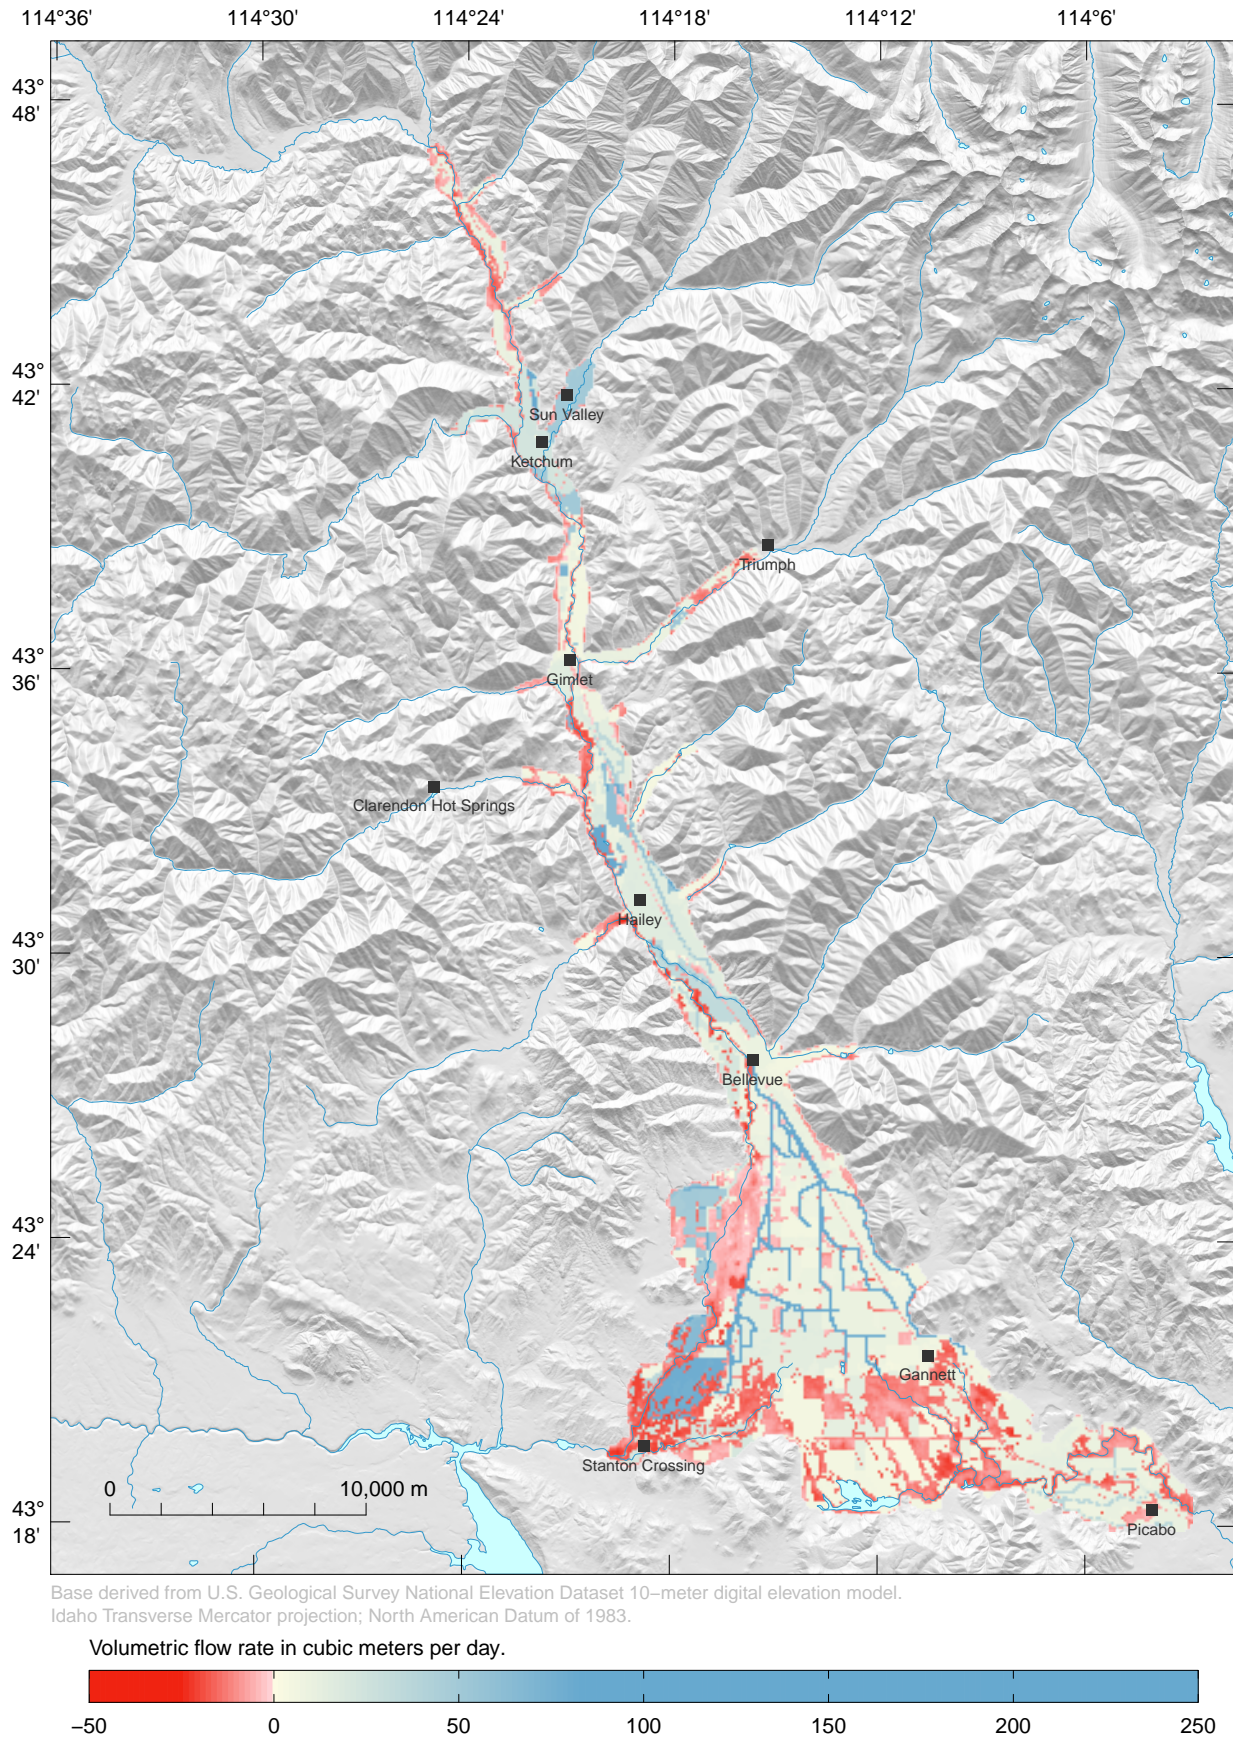 114°36'
114°30'
114°24'
114°18'
114°12'
114°6'
43°
48'
43°
42'
Sun Valley
Ketchum
Triumph
43°
36'
Gimlet
Clarendon Hot Springs
Hailey
43°
30'
Bellevue
43°
24'
Gannett
Stanton Crossing
0
10,000 m
43°
18'
Picabo
Base derived from U.S. Geological Survey National Elevation Dataset 10−meter digital elevation model.
Idaho Transverse Mercator projection; North American Datum of 1983.
Volumetric flow rate in cubic meters per day.
−50
0
50
100
150
200
250